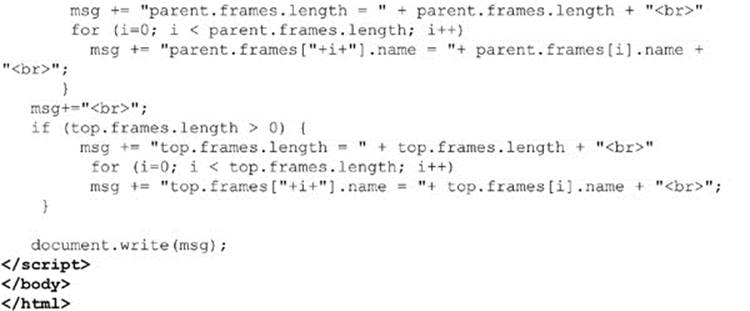 msg += "parent.frames.length = " + parent.frames.length + "<br>"
for (i=0; i < parent.frames.length; i++)
msg += "parent.frames["+i+"].name = "+ parent.frames[i].name +
"<br>";
}
msg+="<br>";
if (top.frames.length > 0) {
msg += "top.frames.length = " + top.frames.length + "<br>"
for (i=0; i < top.frames.length; i++)
msg += "top.frames["+i+"].name = "+ top.frames[i].name + "<br>";
}
document.write(msg);
</script>
</body>
</html>